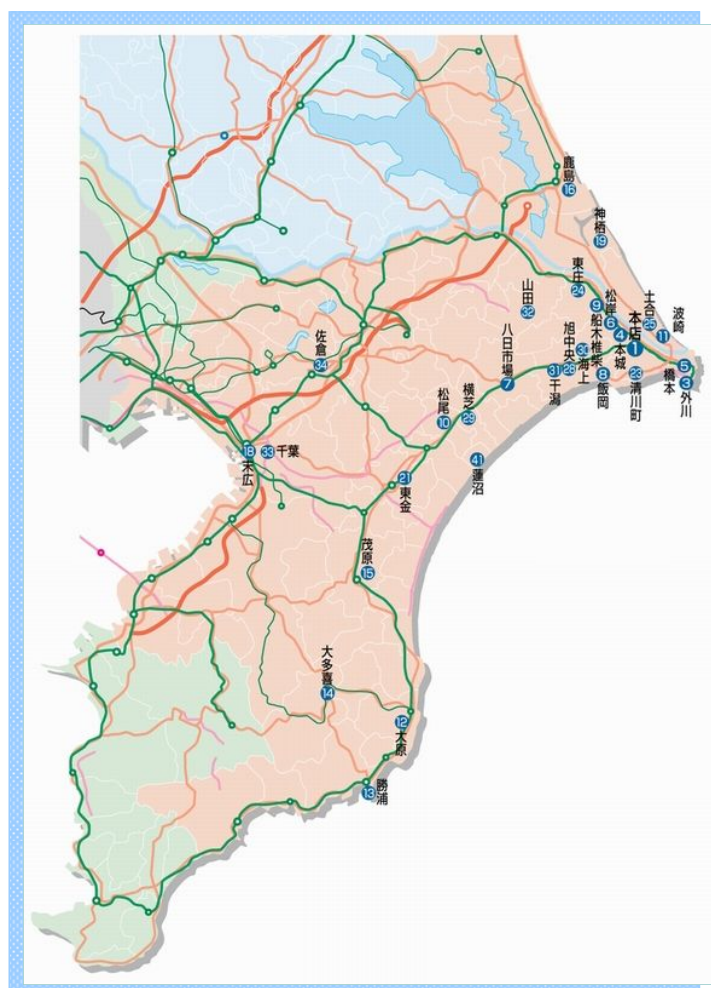 鹿島
16
神栖
19
東庄
24
山田
32
松岸
6
9
船木椎柴
土合
25
波崎
11
本店
1
4
本城
橋本
5
3
外川
23
清川町
8
飯岡
30
海上
旭中央
28
31
干潟
八日市場
7
横芝
29
松尾
10
佐倉
34
18
末広
33
千葉
21
東金
41
蓮沼
茂原
15
大多喜
14
12
大原
13
勝浦